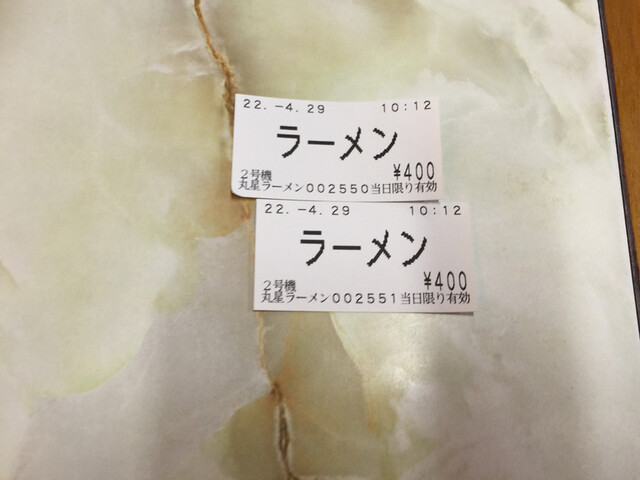 22.-4.29 10:12
ラーメン
¥400
2号機
丸星ラーメン002550当日限り有効
22.-4.29 10:12
ラーメン
¥400
2号機
丸星ラーメン002551当日限り有効